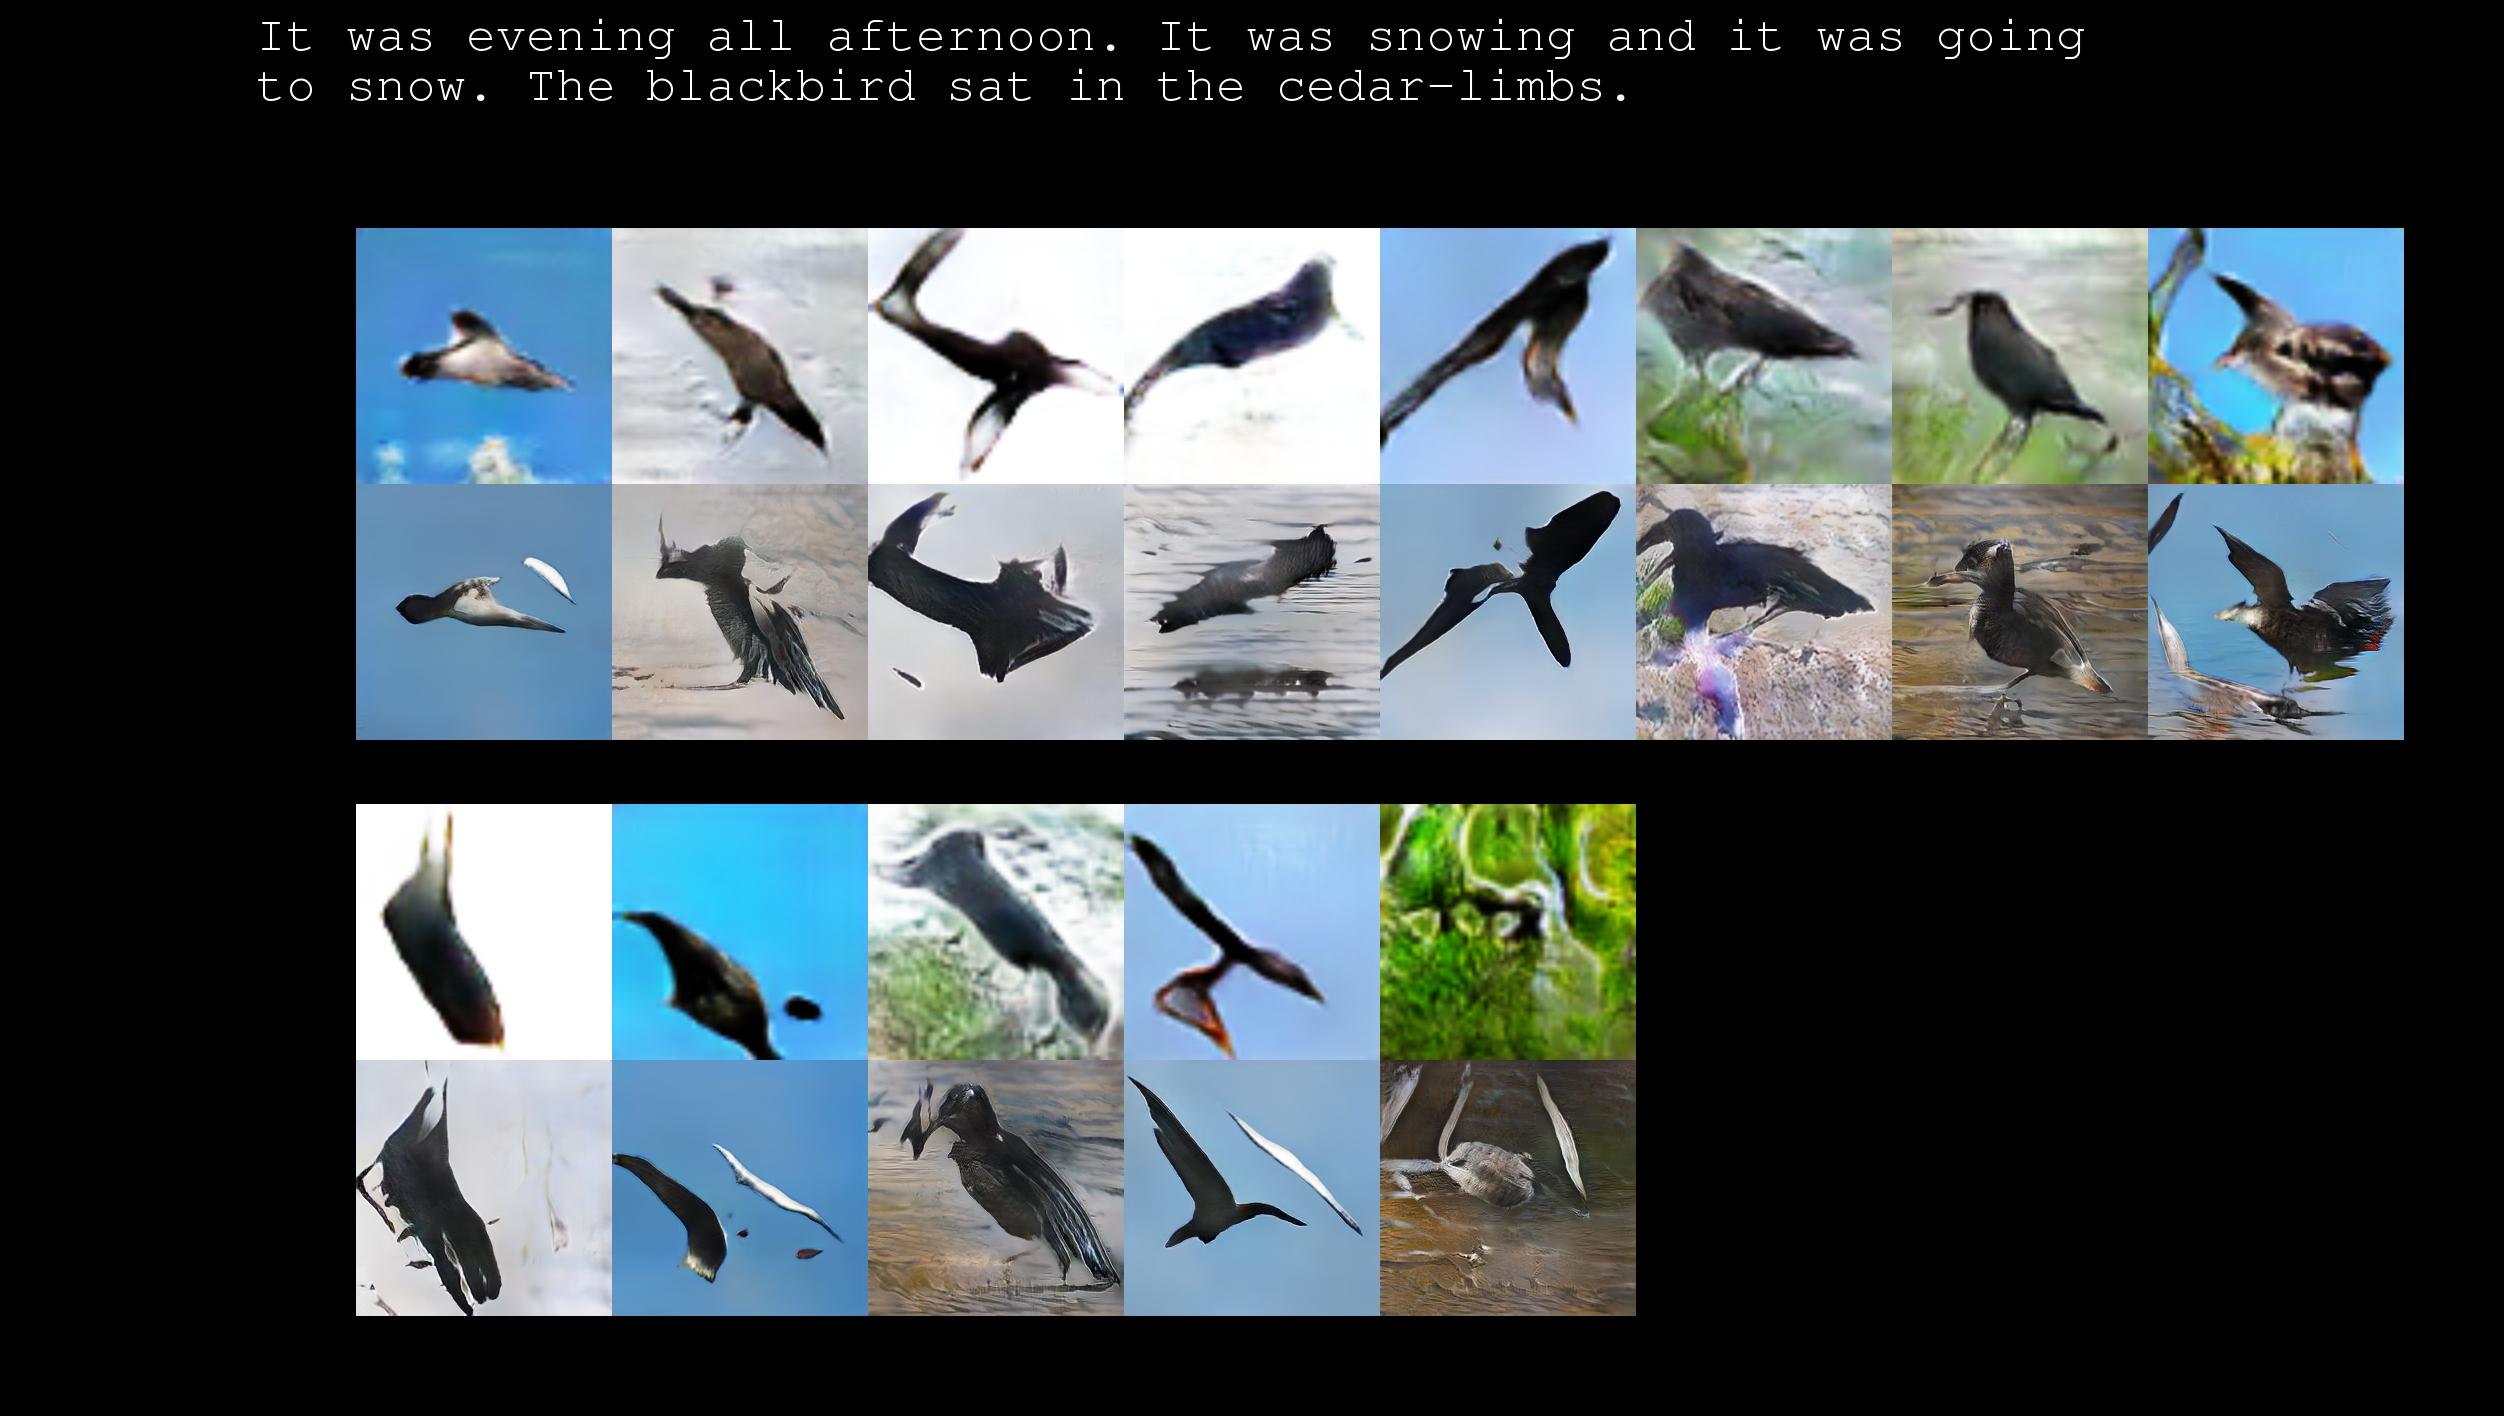 It was evening all afternoon. It was snowing and it was going
to snow. The blackbird sat in the cedar-limbs.